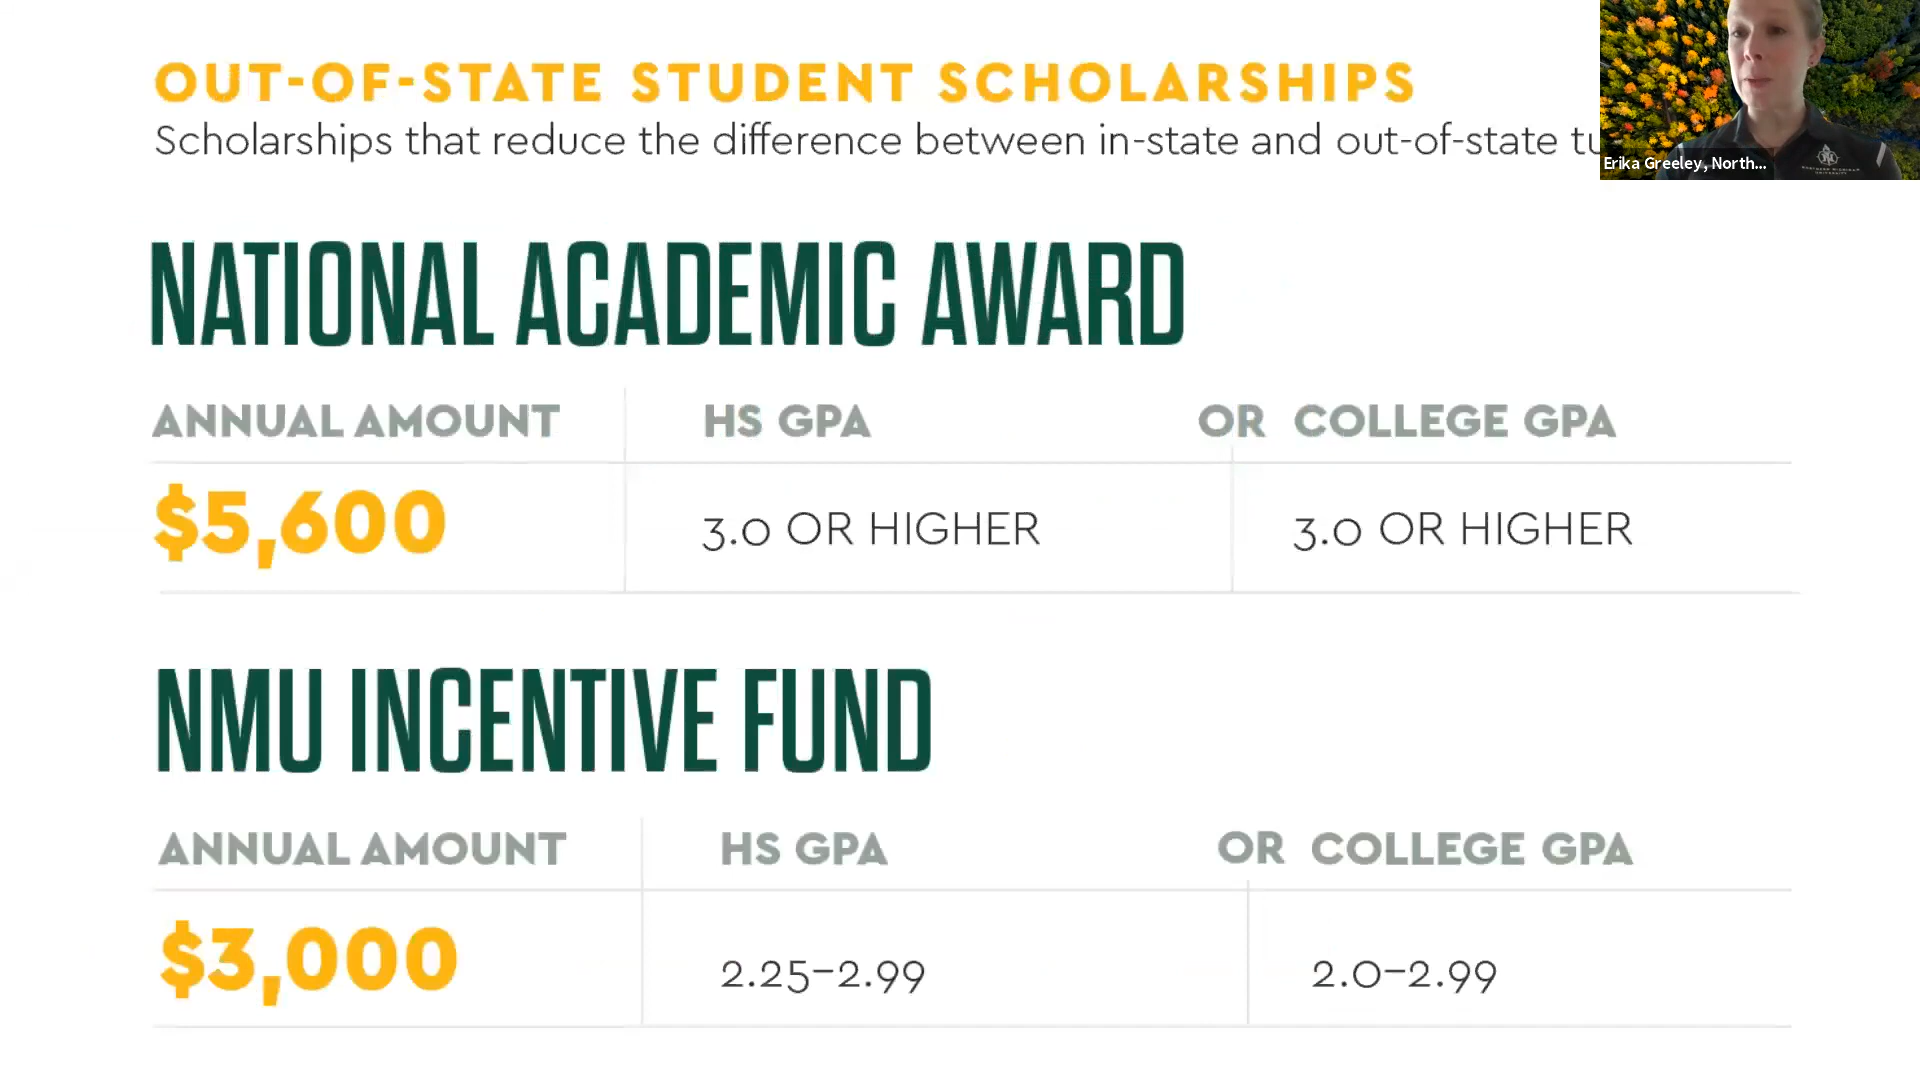 OUT-OF-STATE STUDENT SCHOLARSHIPS
Scholarships that reduce the difference between in-state and out-of-state
Erika Greeley, North...
NATIONAL ACADEMIC AWARD
ANNUAL AMOUNT HS GPA OR COLLEGE GPA
$5,600 3.0 OR HIGHER 3.0 OR HIGHER
NMU INCENTIVE FUND
ANNUAL AMOUNT HS GPA OR COLLEGE GPA
$3,000 2.25–2.99 2.0–2.99